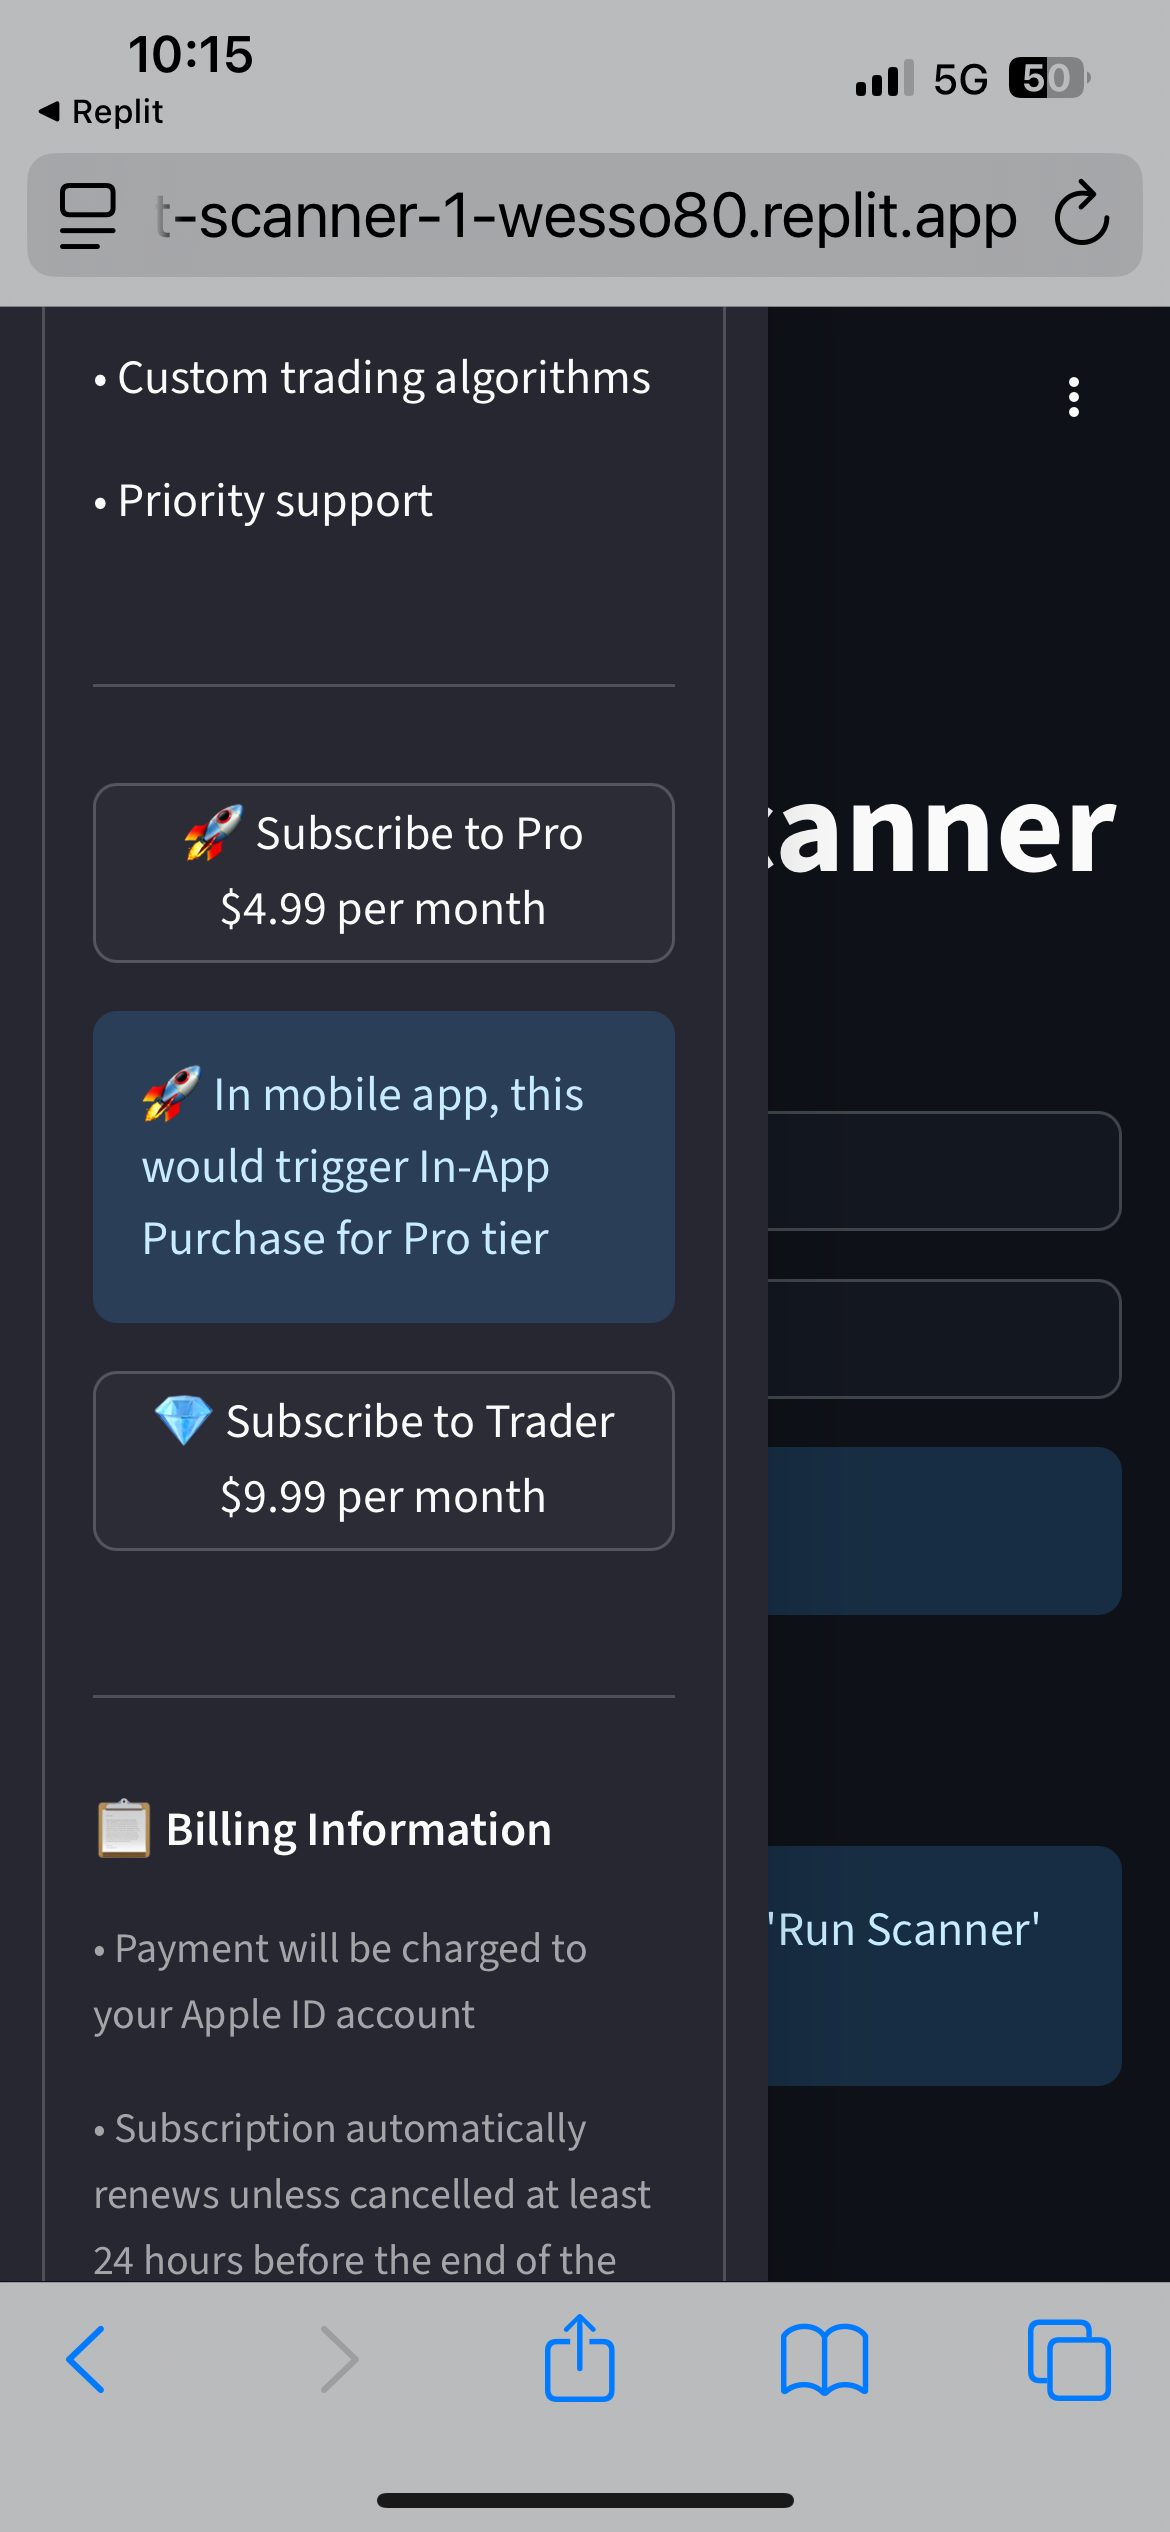 10:15
5G 50
◀ Replit
t-scanner-1-wesso80.replit.app
• Custom trading algorithms
• Priority support
canner
🚀 Subscribe to Pro
$4.99 per month
🚀 In mobile app, this
would trigger In-App
Purchase for Pro tier
💎 Subscribe to Trader
$9.99 per month
📋 Billing Information
'Run Scanner'
• Payment will be charged to
your Apple ID account
• Subscription automatically
renews unless cancelled at least
24 hours before the end of the